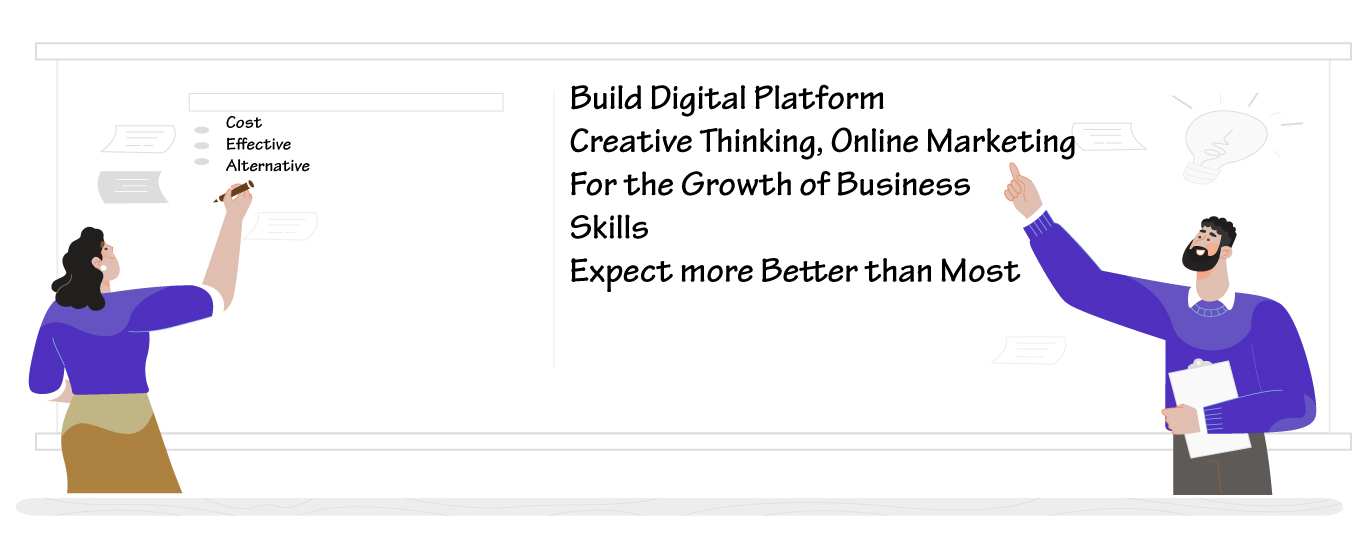 Cost
Effective
Alternative
Build Digital Platform
Creative Thinking, Online Marketing
For the Growth of Business
Skills
Expect more Better than Most